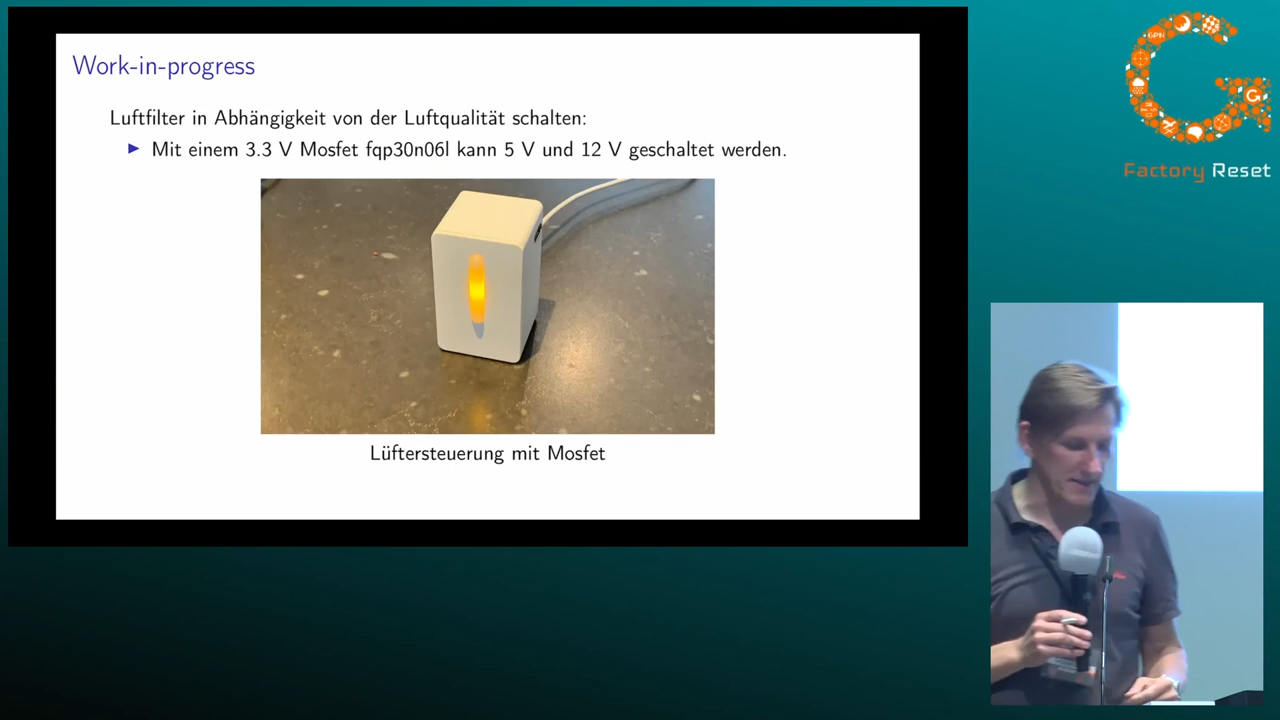 Work-in-progress
Luftfilter in Abhängigkeit von der Luftqualität schalten:
Mit einem 3.3 V Mosfet fqp30n06l kann 5 V und 12 V geschaltet werden.
Lüftersteuerung mit Mosfet
GPN
G
Factory Reset